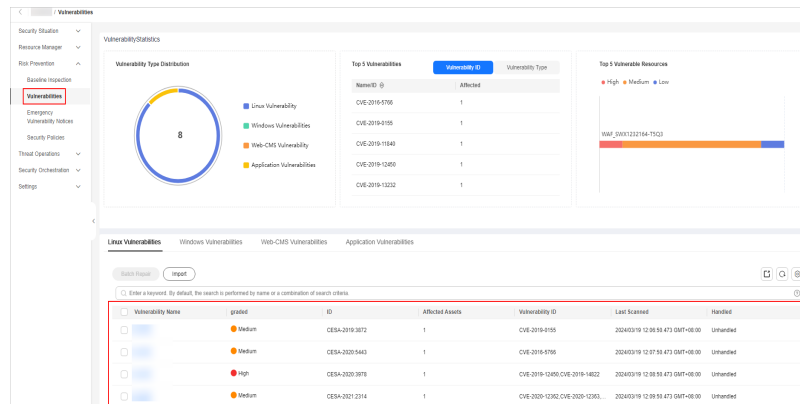 / Vulnerabilities
Security Situation
Resource Manager
Risk Prevention
Baseline Inspection
Vulnerabilities
Emergency
Vulnerability Notices
Security Policies
Threat Operations
Security Orchestration
Settings
VulnerabilityStatistics
Vulnerability Type Distribution
8
Linux Vulnerability
Windows Vulnerabilities
Web-CMS Vulnerability
Application Vulnerabilities
Top 5 Vulnerabilities
Vulnerability ID
Vulnerability Type
Name/ID
Affected
CVE-2016-5766
1
CVE-2019-0155
1
CVE-2019-11840
1
CVE-2019-12450
1
CVE-2019-13232
1
Top 5 Vulnerable Resources
High
Medium
Low
WAF_SWX1232164-TSQ3
Linux Vulnerabilities
Windows Vulnerabilities
Web-CMS Vulnerabilities
Application Vulnerabilities
Batch Repair
Import
Enter a keyword. By default, the search is performed by name or a combination of search criteria.
Vulnerability Name graded ID Affected Assets Vulnerability ID Last Scanned Handled
Medium CESA-2019:3872 1 CVE-2019-0155 2024/03/19 12:06:50.473 GMT+08:00 Unhandled
Medium CESA-2020:5443 1 CVE-2016-5766 2024/03/19 12:07:50.473 GMT+08:00 Unhandled
High CESA-2020:3978 1 CVE-2019-12450,CVE-2019-14822 2024/03/19 12:08:50.473 GMT+08:00 Unhandled
Medium CESA-2021:2314 1 CVE-2020-12362,CVE-2020-12363,... 2024/03/19 12:09:50.473 GMT+08:00 Unhandled